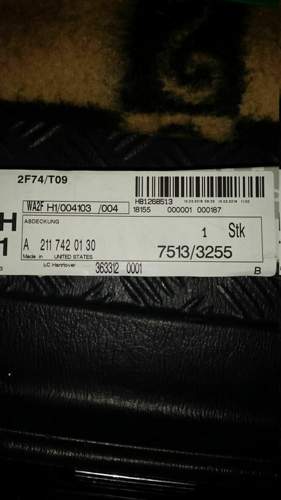 2F74/T09
WA2F H1/004103 /004
HB1268513
18155 000001 000187
H
1
ABDECKUNG
1 Stk
A 211 742 01 30
7513/3255
Made in UNITED STATES
LC Hannover 363312 0001
B